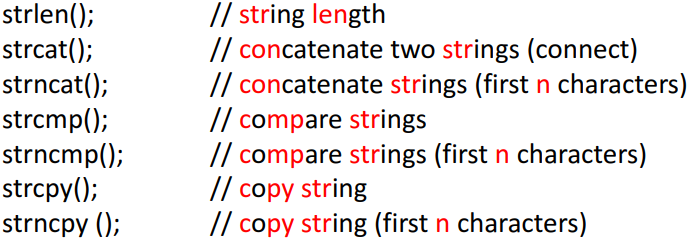 strlen(); // string length
strcat(); // concatenate two strings (connect)
strncat(); // concatenate strings (first n characters)
strcmp(); // compare strings
strncmp(); // compare strings (first n characters)
strcpy(); // copy string
strncpy (); // copy string (first n characters)